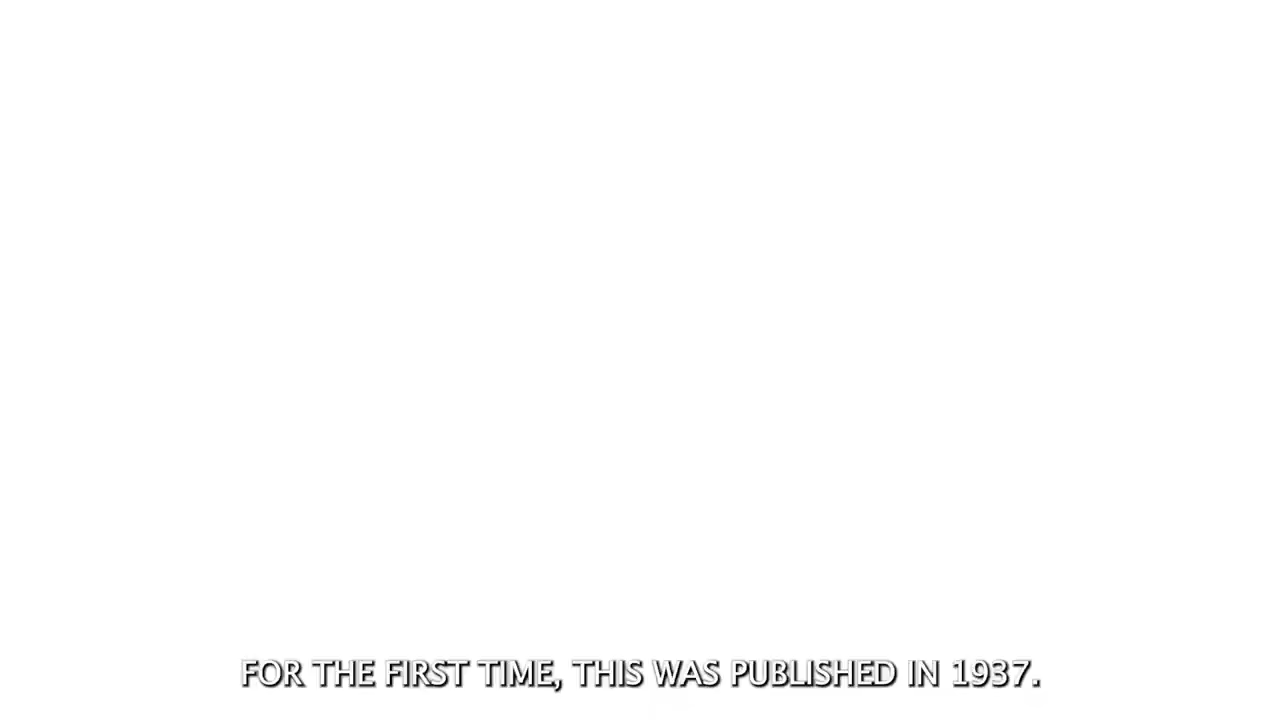 FOR THE FIRST TIME, THIS WAS PUBLISHED IN 1937.